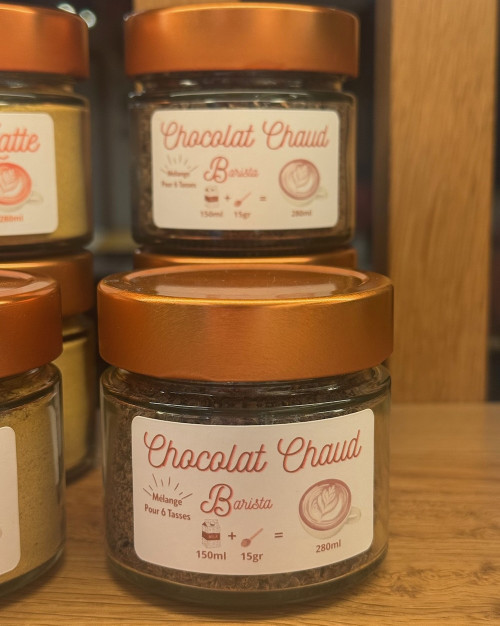 Latte
280ml
Chocolat Chaud
Mélange
Pour 6 Tasses
Barista
+
=
150ml
15gr
280ml
Chocolat Chaud
Mélange
Pour 6 Tasses
Barista
+
=
150ml
15gr
280ml